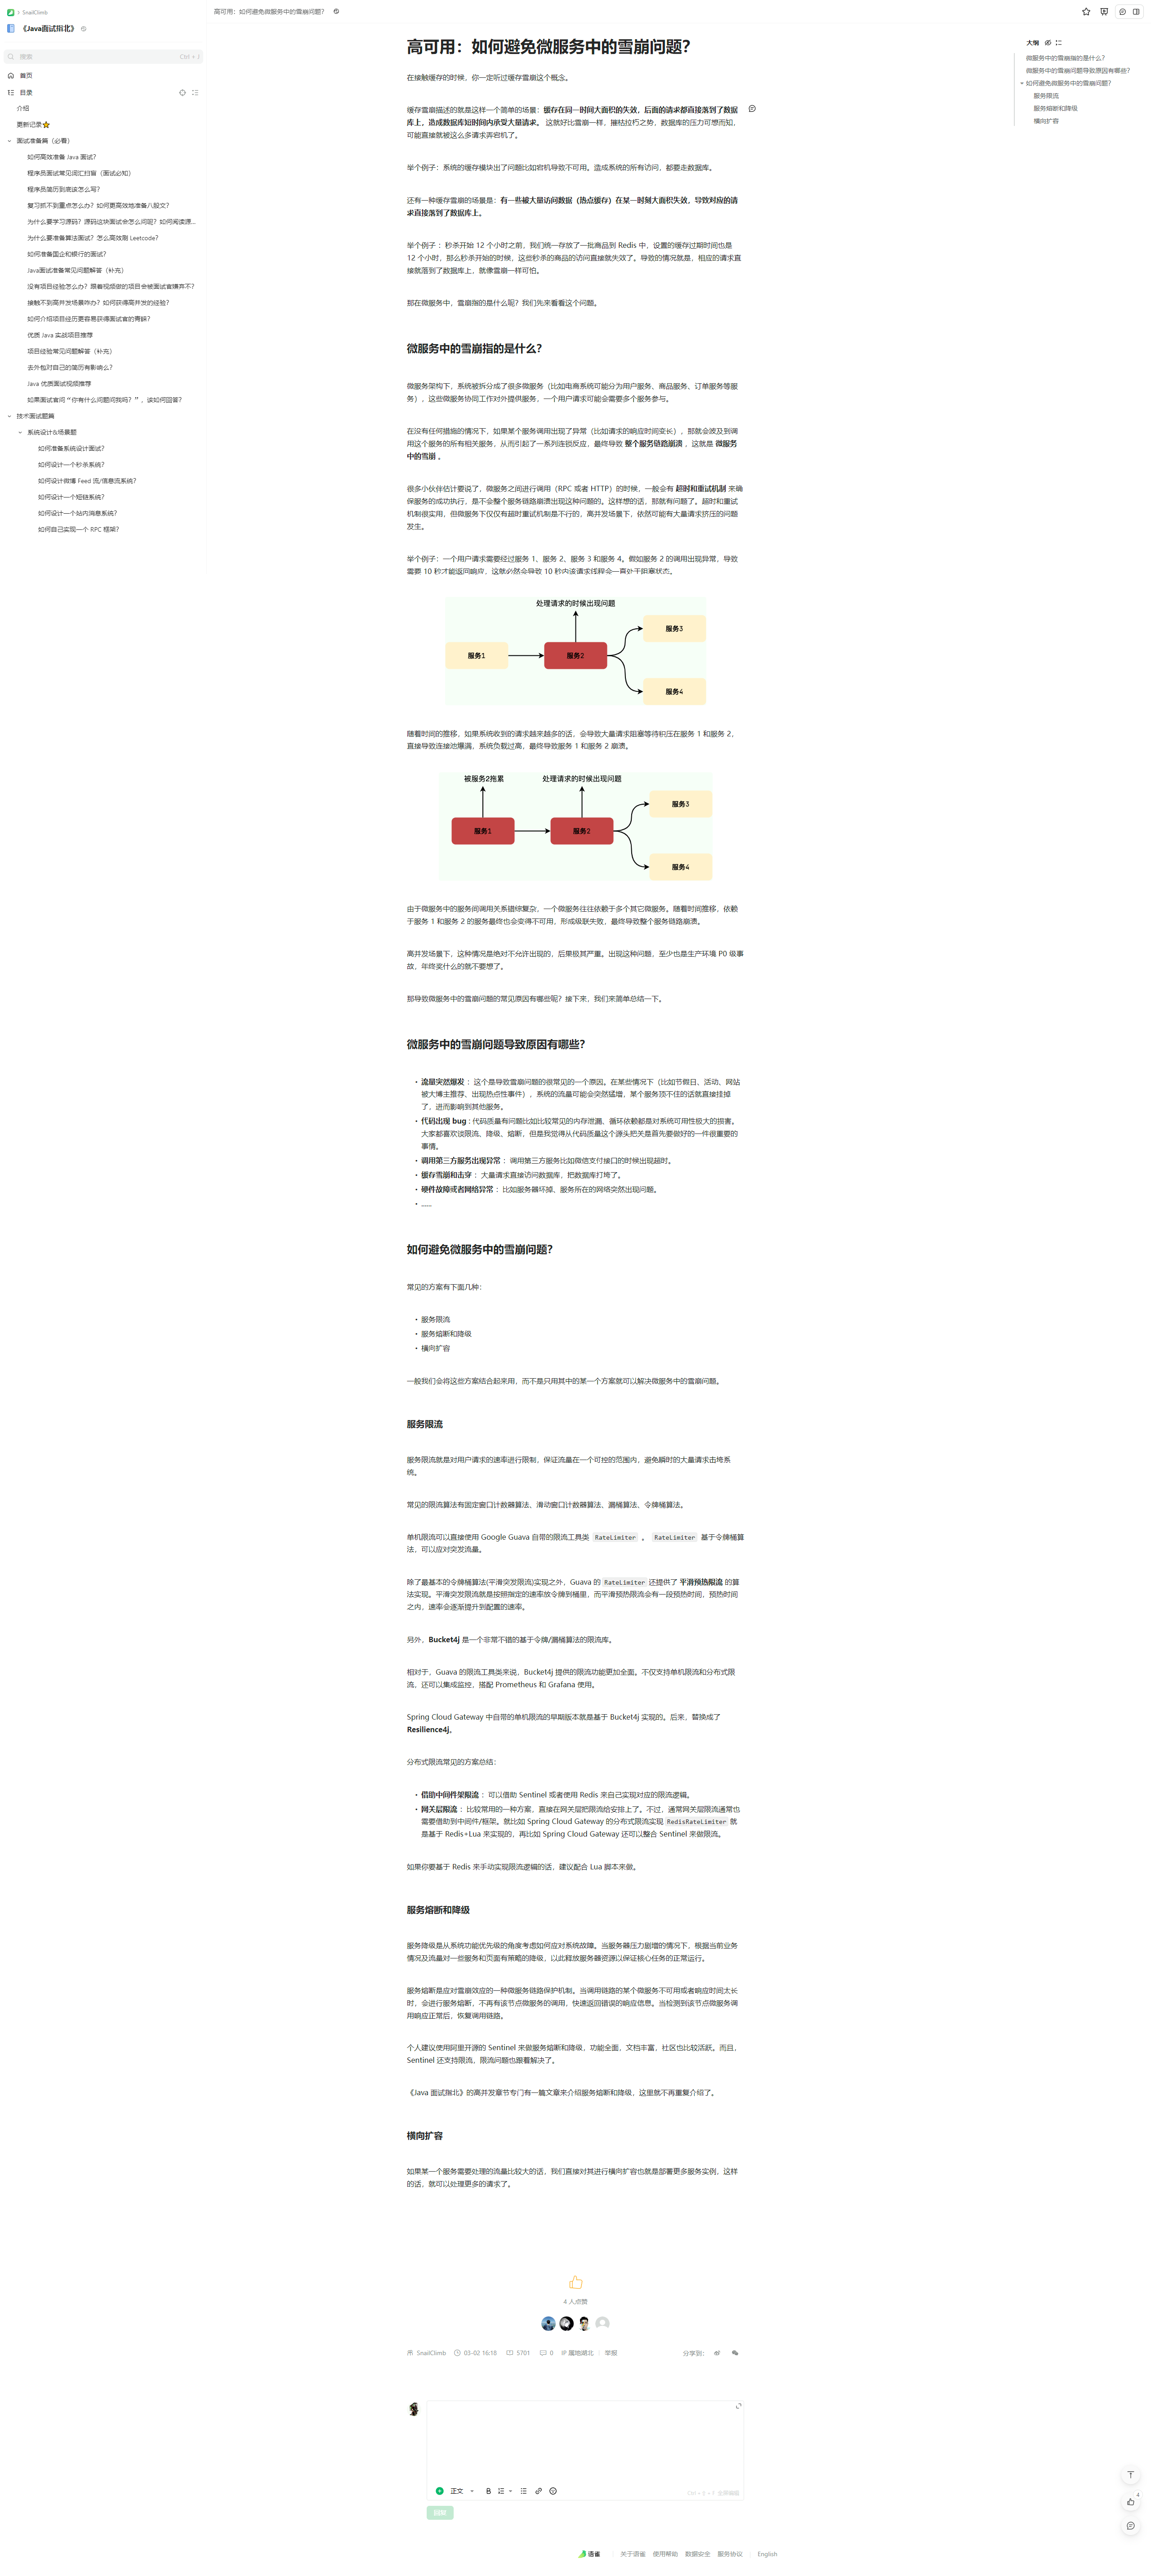 SnailClimb
《Java面试指北》
搜索
Ctrl + J
首页
目录
介绍
更新记录⭐
面试准备篇（必看）
如何高效准备 Java 面试？
程序员面试常见词汇扫盲（面试必知）
程序员简历到底该怎么写？
复习抓不到重点怎么办？如何更高效地准备八股文？
为什么要学习源码？源码这块面试会怎么问呢？如何阅读源...
为什么要准备算法面试？怎么高效刷 Leetcode？
如何准备国企和银行的面试？
Java面试准备常见问题解答（补充）
没有项目经验怎么办？跟着视频做的项目会被面试官嫌弃不？
接触不到高并发场景咋办？如何获得高并发的经验？
如何介绍项目经历更容易获得面试官的青睐？
优质 Java 实战项目推荐
项目经验常见问题解答（补充）
去外包对自己的简历有影响么？
Java 优质面试视频推荐
如果面试官问“你有什么问题问我吗？”，该如何回答？
技术面试题篇
系统设计&场景题
如何准备系统设计面试？
如何设计一个秒杀系统？
如何设计微博 Feed 流/信息流系统？
如何设计一个短链系统？
如何设计一个站内消息系统？
如何自己实现一个 RPC 框架？
高可用：如何避免微服务中的雪崩问题？
高可用：如何避免微服务中的雪崩问题？
在接触缓存的时候，你一定听过缓存雪崩这个概念。
缓存雪崩描述的就是这样一个简单的场景：缓存在同一时间大面积的失效，后面的请求都直接落到了数据
库上，造成数据库短时间内承受大量请求。 这就好比雪崩一样，摧枯拉朽之势，数据库的压力可想而知，
可能直接就被这么多请求弄宕机了。
举个例子：系统的缓存模块出了问题比如宕机导致不可用。造成系统的所有访问，都要走数据库。
还有一种缓存雪崩的场景是：有一些被大量访问数据（热点缓存）在某一时刻大面积失效，导致对应的请
求直接落到了数据库上。
举个例子 ：秒杀开始 12 个小时之前，我们统一存放了一批商品到 Redis 中，设置的缓存过期时间也是
12 个小时，那么秒杀开始的时候，这些秒杀的商品的访问直接就失效了。导致的情况就是，相应的请求直
接就落到了数据库上，就像雪崩一样可怕。
那在微服务中，雪崩指的是什么呢？我们先来看看这个问题。
微服务中的雪崩指的是什么？
微服务架构下，系统被拆分成了很多微服务（比如电商系统可能分为用户服务、商品服务、订单服务等服
务），这些微服务协同工作对外提供服务，一个用户请求可能会需要多个服务参与。
在没有任何措施的情况下，如果某个服务调用出现了异常（比如请求的响应时间变长），那就会波及到调
用这个服务的所有相关服务，从而引起了一系列连锁反应，最终导致 整个服务链路崩溃 ，这就是 微服务
中的雪崩 。
很多小伙伴估计要说了，微服务之间进行调用（RPC 或者 HTTP）的时候，一般会有 超时和重试机制 来确
保服务的成功执行，是不会整个服务链路崩溃出现这种问题的。这样想的话，那就有问题了。超时和重试
机制很实用，但微服务下仅仅有超时重试机制是不行的，高并发场景下，依然可能有大量请求挤压的问题
发生。
举个例子：一个用户请求需要经过服务 1、服务 2、服务 3 和服务 4。假如服务 2 的调用出现异常，导致
需要 10 秒才能返回响应，这就必然会导致 10 秒内该请求线程会一直处于阻塞状态。
处理请求的时候出现问题
服务1
服务2
服务3
服务4
随着时间的推移，如果系统收到的请求越来越多的话，会导致大量请求阻塞等待积压在服务 1 和服务 2，
直接导致连接池爆满，系统负载过高，最终导致服务 1 和服务 2 崩溃。
被服务2拖累
处理请求的时候出现问题
服务1
服务2
服务3
服务4
由于微服务中的服务间调用关系错综复杂，一个微服务往往依赖于多个其它微服务。随着时间推移，依赖
于服务 1 和服务 2 的服务最终也会变得不可用，形成级联失败，最终导致整个服务链路崩溃。
高并发场景下，这种情况是绝对不允许出现的，后果极其严重。出现这种问题，至少也是生产环境 P0 级事
故，年终奖什么的就不要想了。
那导致微服务中的雪崩问题的常见原因有哪些呢？接下来，我们来简单总结一下。
微服务中的雪崩问题导致原因有哪些？
流量突然爆发 ：这个是导致雪崩问题的很常见的一个原因。在某些情况下（比如节假日、活动、网站
被大博主推荐、出现热点性事件），系统的流量可能会突然猛增，某个服务顶不住的话就直接挂掉
了，进而影响到其他服务。
代码出现 bug : 代码质量有问题比如比较常见的内存泄漏、循环依赖都是对系统可用性极大的损害。
大家都喜欢谈限流、降级、熔断，但是我觉得从代码质量这个源头把关是首先要做好的一件很重要的
事情。
调用第三方服务出现异常 ：调用第三方服务比如微信支付接口的时候出现超时。
缓存雪崩和击穿 ：大量请求直接访问数据库，把数据库打垮了。
硬件故障或者网络异常 ：比如服务器坏掉、服务所在的网络突然出现问题。
......
如何避免微服务中的雪崩问题？
常见的方案有下面几种：
服务限流
服务熔断和降级
横向扩容
一般我们会将这些方案结合起来用，而不是只用其中的某一个方案就可以解决微服务中的雪崩问题。
服务限流
服务限流就是对用户请求的速率进行限制，保证流量在一个可控的范围内，避免瞬时的大量请求击垮系
统。
常见的限流算法有固定窗口计数器算法、滑动窗口计数器算法、漏桶算法、令牌桶算法。
单机限流可以直接使用 Google Guava 自带的限流工具类 RateLimiter 。 RateLimiter 基于令牌桶算
法，可以应对突发流量。
除了最基本的令牌桶算法(平滑突发限流)实现之外，Guava 的 RateLimiter 还提供了 平滑预热限流 的算
法实现。平滑突发限流就是按照指定的速率放令牌到桶里，而平滑预热限流会有一段预热时间，预热时间
之内，速率会逐渐提升到配置的速率。
另外，Bucket4j 是一个非常不错的基于令牌/漏桶算法的限流库。
相对于，Guava 的限流工具类来说，Bucket4j 提供的限流功能更加全面。不仅支持单机限流和分布式限
流，还可以集成监控，搭配 Prometheus 和 Grafana 使用。
Spring Cloud Gateway 中自带的单机限流的早期版本就是基于 Bucket4j 实现的。后来，替换成了
Resilience4j。
分布式限流常见的方案总结：
借助中间件架限流 ：可以借助 Sentinel 或者使用 Redis 来自己实现对应的限流逻辑。
网关层限流 ：比较常用的一种方案，直接在网关层把限流给安排上了。不过，通常网关层限流通常也
需要借助到中间件/框架。就比如 Spring Cloud Gateway 的分布式限流实现 RedisRateLimiter 就
是基于 Redis+Lua 来实现的，再比如 Spring Cloud Gateway 还可以整合 Sentinel 来做限流。
如果你要基于 Redis 来手动实现限流逻辑的话，建议配合 Lua 脚本来做。
服务熔断和降级
服务降级是从系统功能优先级的角度考虑如何应对系统故障。当服务器压力剧增的情况下，根据当前业务
情况及流量对一些服务和页面有策略的降级，以此释放服务器资源以保证核心任务的正常运行。
服务熔断是应对雪崩效应的一种微服务链路保护机制。当调用链路的某个微服务不可用或者响应时间太长
时，会进行服务熔断，不再有该节点微服务的调用，快速返回错误的响应信息。当检测到该节点微服务调
用响应正常后，恢复调用链路。
个人建议使用阿里开源的 Sentinel 来做服务熔断和降级，功能全面，文档丰富，社区也比较活跃。而且，
Sentinel 还支持限流，限流问题也跟着解决了。
《Java 面试指北》的高并发章节专门有一篇文章来介绍服务熔断和降级，这里就不再重复介绍了。
横向扩容
如果某一个服务需要处理的流量比较大的话，我们直接对其进行横向扩容也就是部署更多服务实例，这样
的话，就可以处理更多的请求了。
4 人点赞
SnailClimb
03-02 16:18
5701
0
IP 属地湖北
举报
分享到：
正文
回复
大纲
微服务中的雪崩指的是什么？
微服务中的雪崩问题导致原因有哪些？
如何避免微服务中的雪崩问题？
服务限流
服务熔断和降级
横向扩容
4
语雀
关于语雀
使用帮助
数据安全
服务协议
English